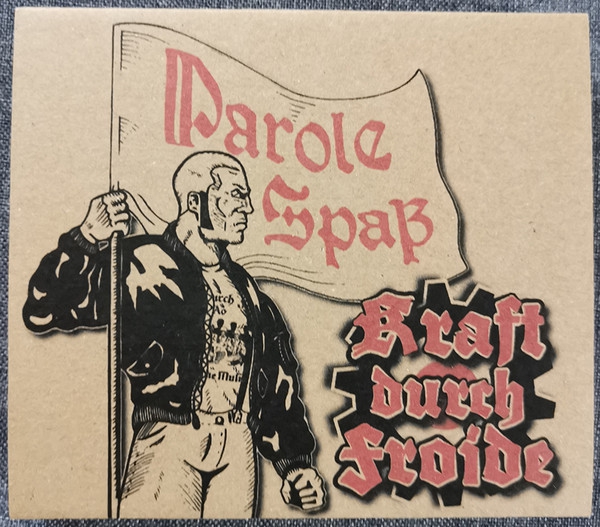 Parole
Spaß
Kraft
durch
Froide